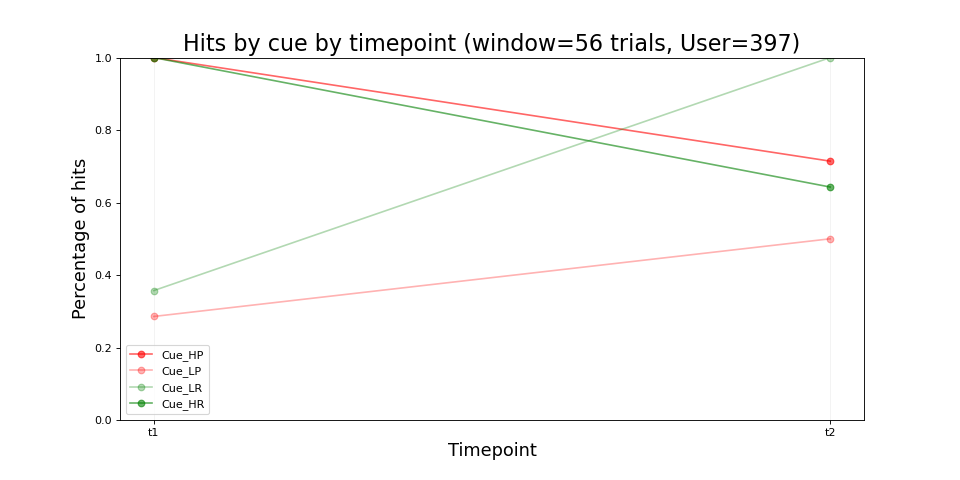 Hits by cue by timepoint (window=56 trials, User=397)
Percentage of hits
1.0
0.8
0.6
0.4
0.2
0.0
Cue_HP
Cue_LP
Cue_LR
Cue_HR
t1
t2
Timepoint